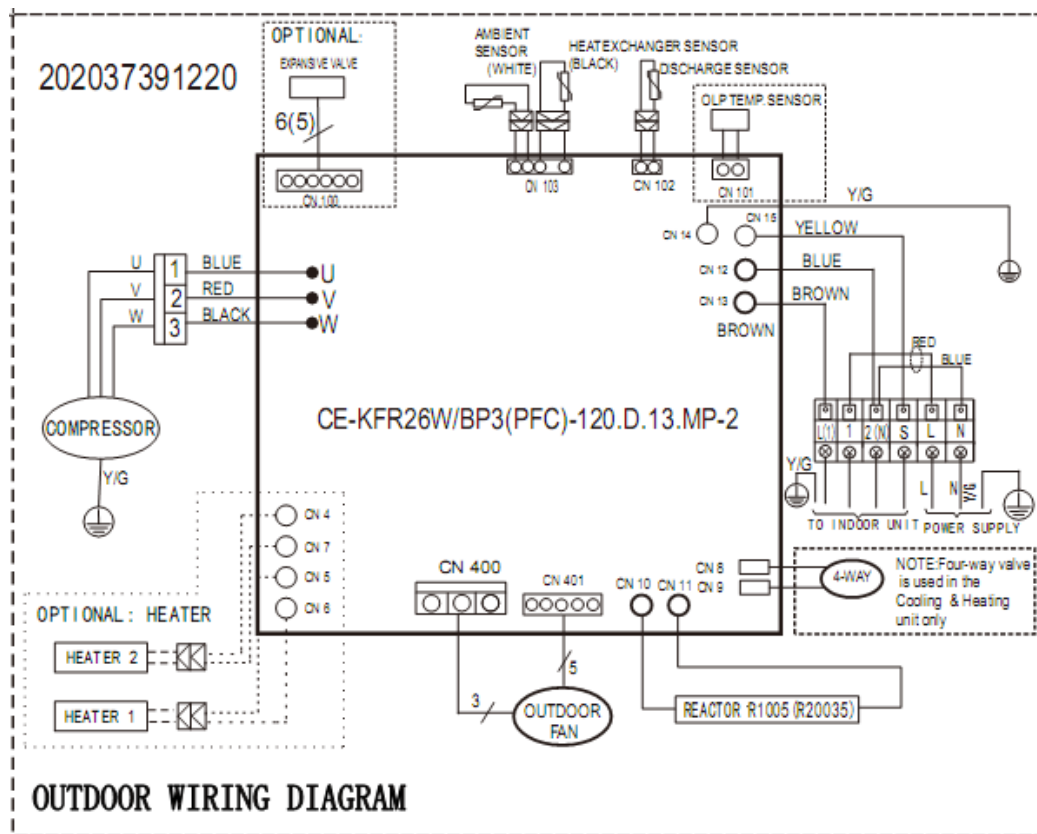 OPTIONAL:
EXPANSIVE VALVE
202037391220
6(5)
CN 100
AMBIENT
SENSOR
(WHITE)
HEATEXCHANGER SENSOR
(BLACK)
DISCHARGE SENSOR
OLP TEMP. SENSOR
CN 103
CN 102
CN 101
Y/G
CN 14
CN 15
YELLOW
CN 12
BLUE
CN 13
BROWN
BROWN
U
1
BLUE
U
V
2
RED
V
W
3
BLACK
W
RED
BLUE
COMPRESSOR
Y/G
CE-KFR26W/BP3(PFC)-120.D.13.MP-2
L(1) 1 2(N) S L N
Y/G
L
N
Y/G
TO INDOOR UNIT
POWER SUPPLY
CN 4
CN 7
CN 5
CN 6
OPTIONAL: HEATER
HEATER 2
HEATER 1
CN 400
CN 401
CN 10
CN 11
CN 8
CN 9
4-WAY
NOTE:Four-way valve
is used in the
Cooling & Heating
unit only
3
5
OUTDOOR
FAN
REACTOR R1005 (R20035)
OUTDOOR WIRING DIAGRAM